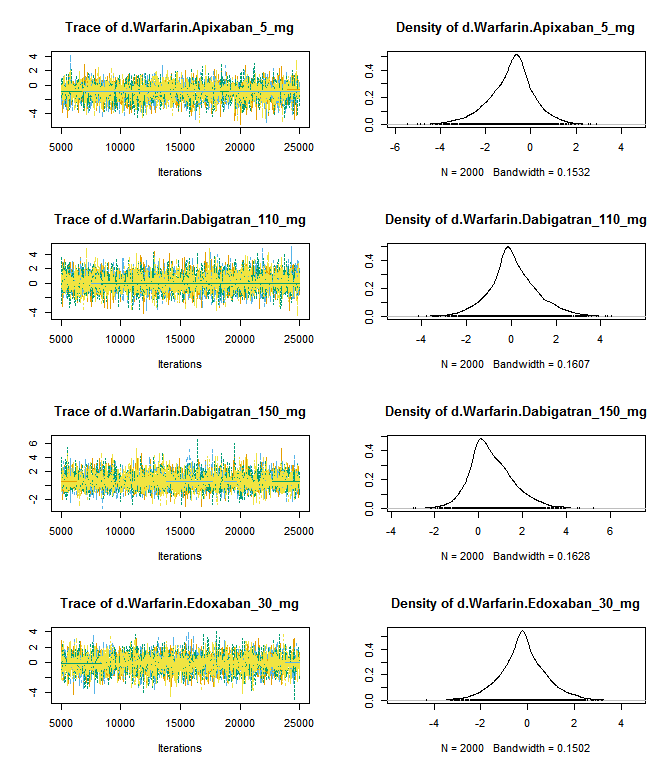 Trace of d.Warfarin.Apixaban_5_mg
4
2
0
-4
5000 10000 15000 20000 25000
Iterations
Density of d.Warfarin.Apixaban_5_mg
0.4
0.2
0.0
-6 -4 -2 0 2 4
N = 2000 Bandwidth = 0.1532
Trace of d.Warfarin.Dabigatran_110_mg
4
2
0
-4
5000 10000 15000 20000 25000
Iterations
Density of d.Warfarin.Dabigatran_110_mg
0.4
0.2
0.0
-4 -2 0 2 4
N = 2000 Bandwidth = 0.1607
Trace of d.Warfarin.Dabigatran_150_mg
6
4
2
-2
5000 10000 15000 20000 25000
Iterations
Density of d.Warfarin.Dabigatran_150_mg
0.4
0.2
0.0
-4 -2 0 2 4 6
N = 2000 Bandwidth = 0.1628
Trace of d.Warfarin.Edoxaban_30_mg
4
2
0
-4
5000 10000 15000 20000 25000
Iterations
Density of d.Warfarin.Edoxaban_30_mg
0.4
0.2
0.0
-4 -2 0 2 4
N = 2000 Bandwidth = 0.1502